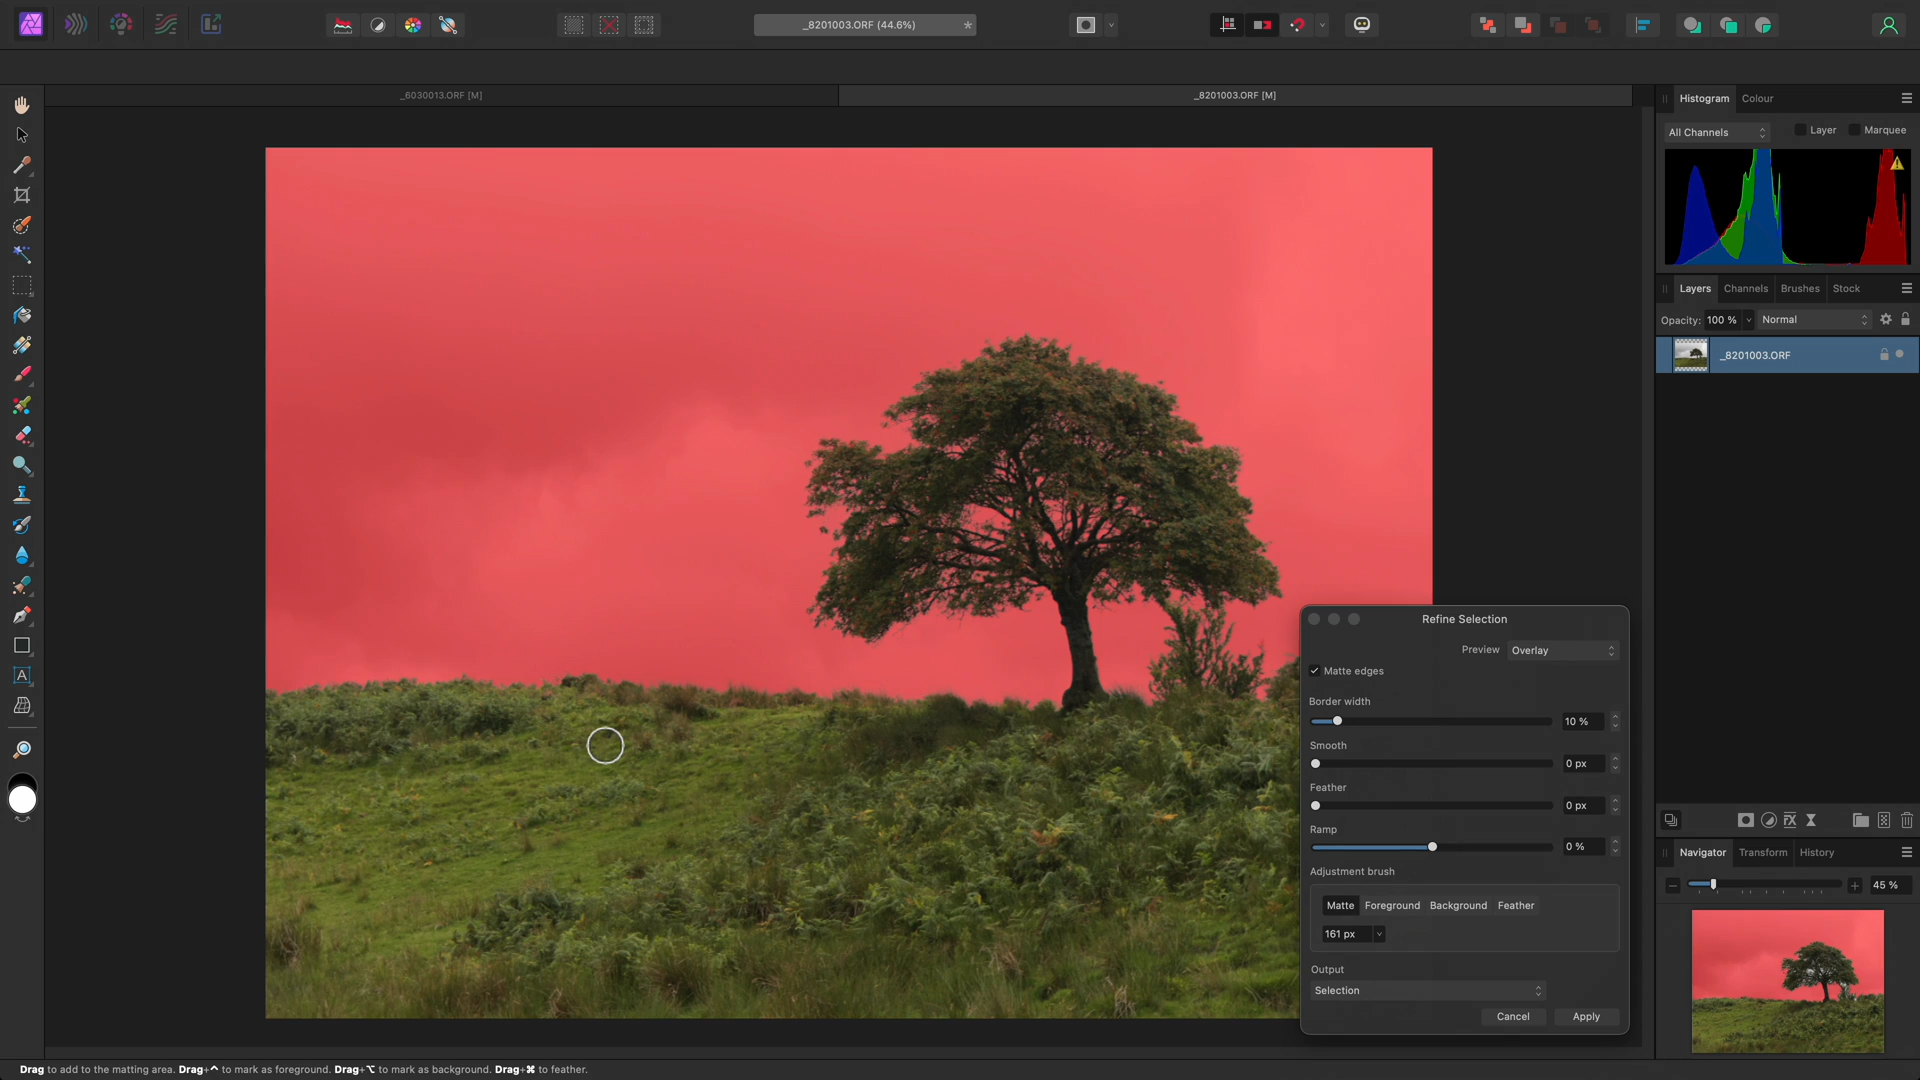 _8201003.ORF (44.6%)
_6030013.ORF [M]
_8201003.ORF [M]
Histogram
Colour
All Channels
Layer
Marquee
Layers
Channels
Brushes
Stock
Opacity: 100 %
Normal
_8201003.ORF
Refine Selection
Preview
Overlay
Matte edges
Border width
10 %
Smooth
0 px
Feather
0 px
Ramp
0 %
Adjustment brush
Matte
Foreground
Background
Feather
161 px
Output
Selection
Cancel
Apply
Navigator
Transform
History
45 %
Drag to add to the matting area. Drag+⌃ to mark as foreground. Drag+⌥ to mark as background. Drag+⌘ to feather.